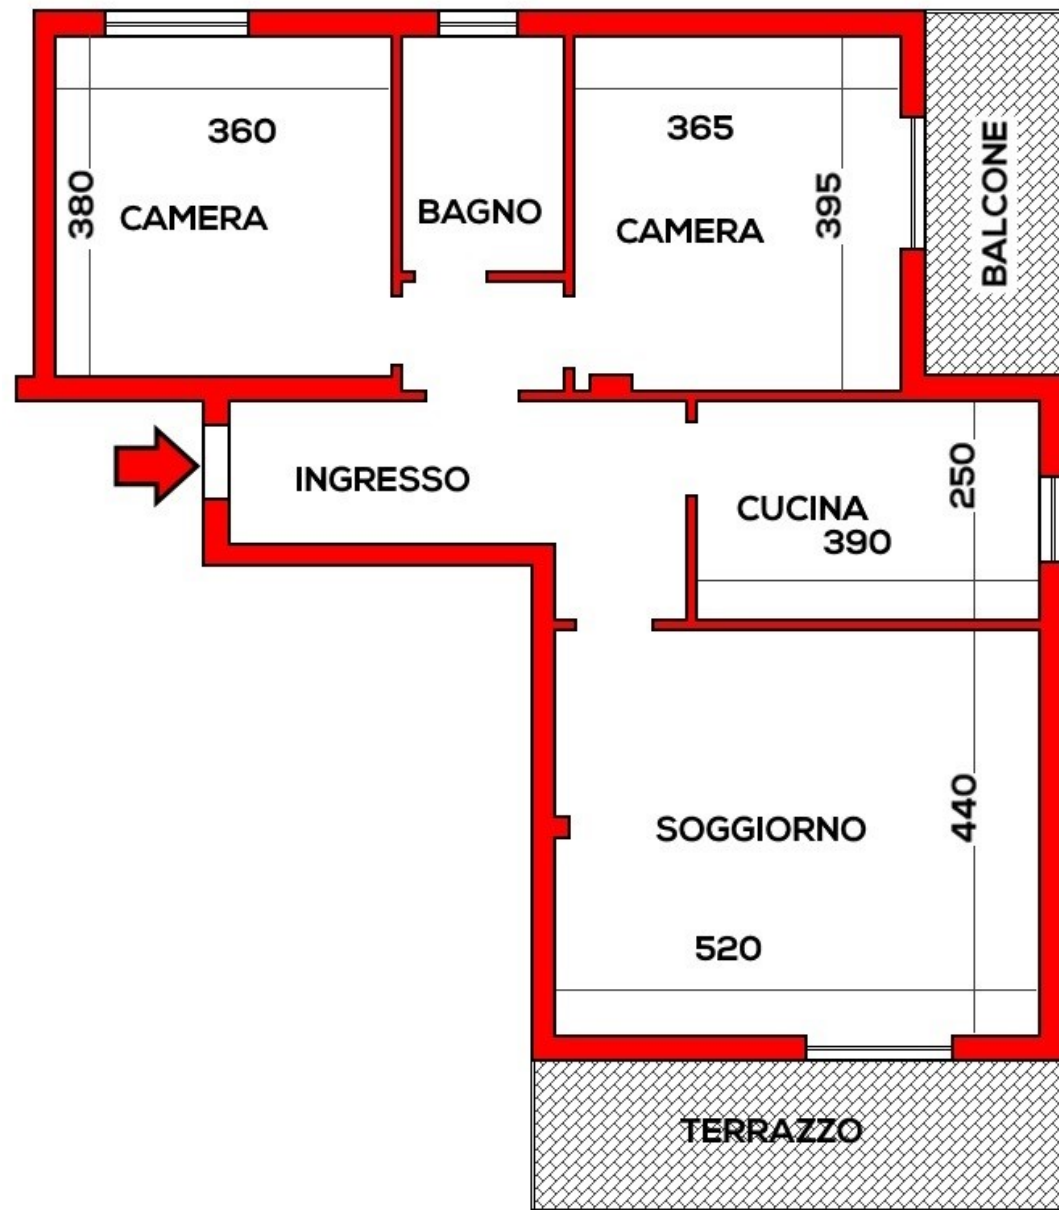 360
365
380
CAMERA
BAGNO
CAMERA
395
BALCONE
INGRESSO
CUCINA
390
250
SOGGIORNO
440
520
TERRAZZO